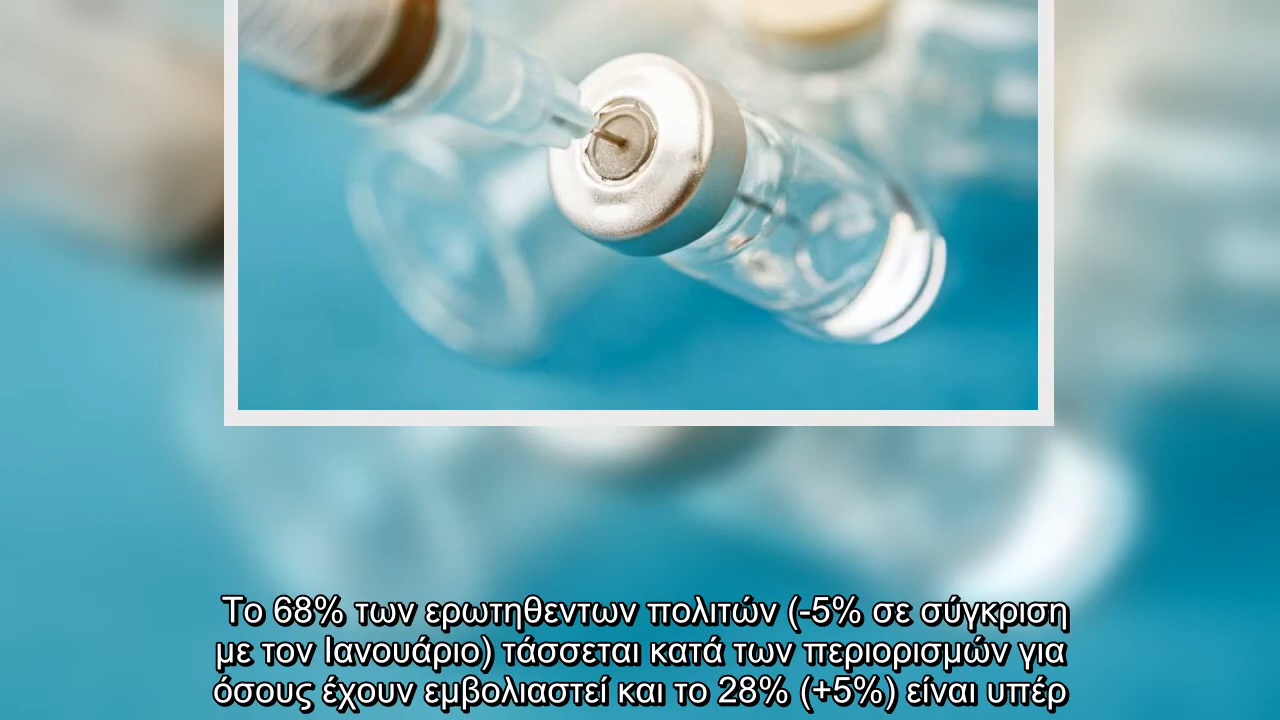 Το 68% των ερωτηθεντων πολιτών (-5% σε σύγκριση
με τον Ιανουάριο) τάσσεται κατά των περιορισμών για
όσους έχουν εμβολιαστεί και το 28% (+5%) είναι υπέρ